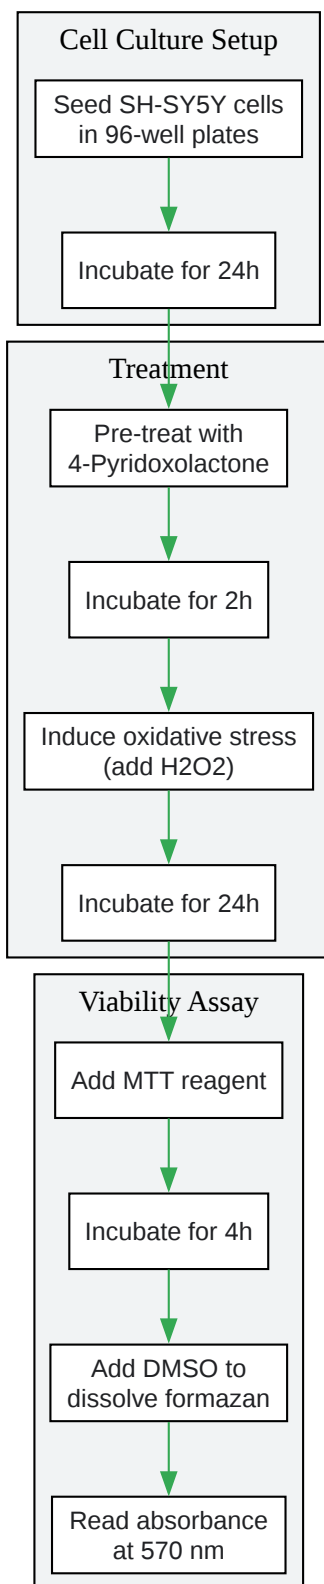 Cell Culture Setup
Seed SH-SY5Y cells
in 96-well plates
Incubate for 24h
Treatment
Pre-treat with
4-Pyridoxolactone
Incubate for 2h
Induce oxidative stress
(add H2O2)
Incubate for 24h
Viability Assay
Add MTT reagent
Incubate for 4h
Add DMSO to
dissolve formazan
Read absorbance
at 570 nm